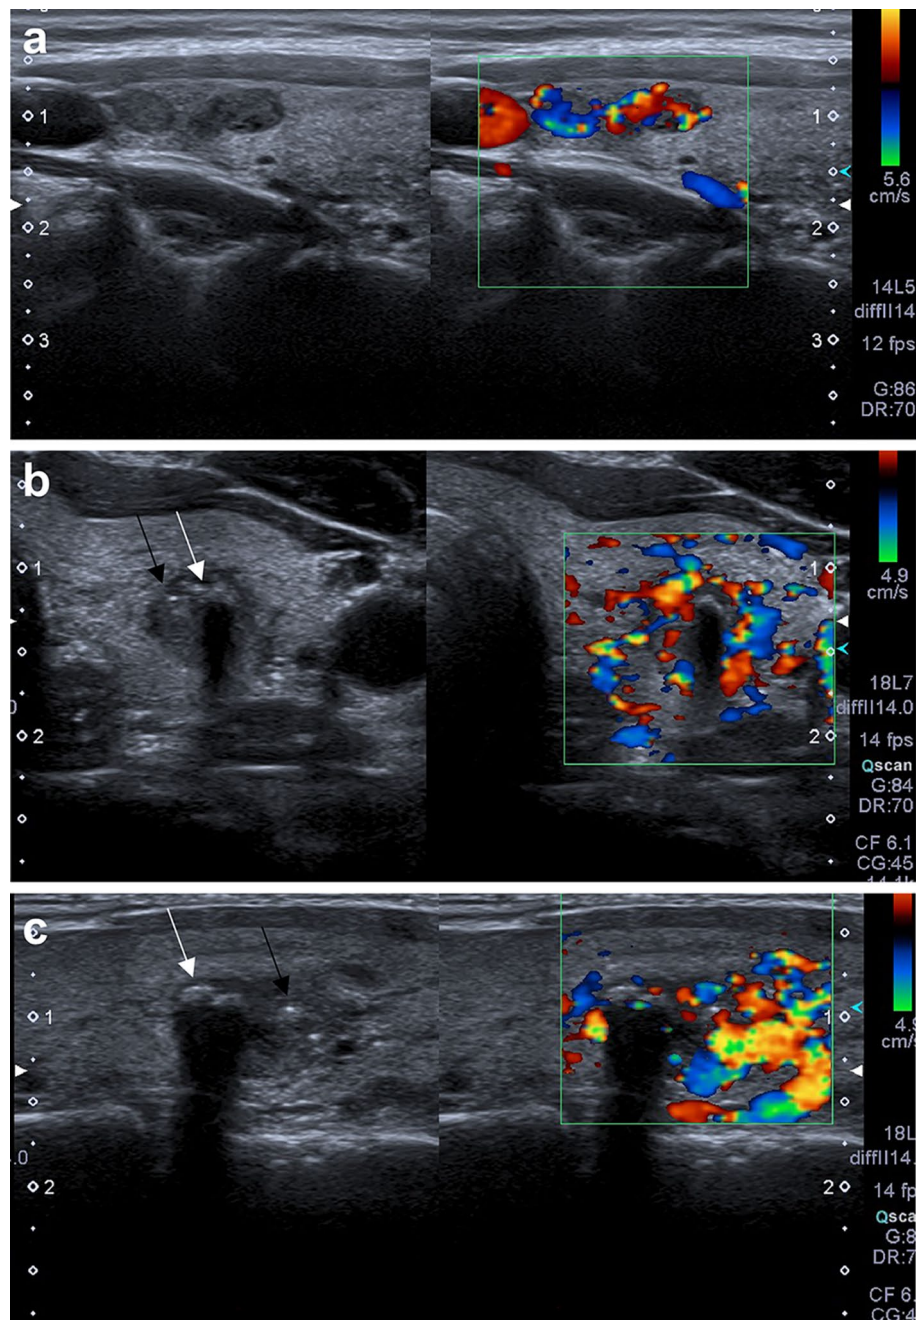 a
1
1
5.6
cm/s
2
2
14L5
diffII14
12 fps
3
3
G:86
DR:70
b
1
1
4.9
cm/s
18L7
diffII14.0
2
2
14 fps
Qscan
G:84
DR:70
CF 6.1
CG:45
c
1
1
4.9
cm/s
18L
diffII14.
.0
2
2
14 fp
Qsca
G:8
DR:7
CF 6.
CG:4